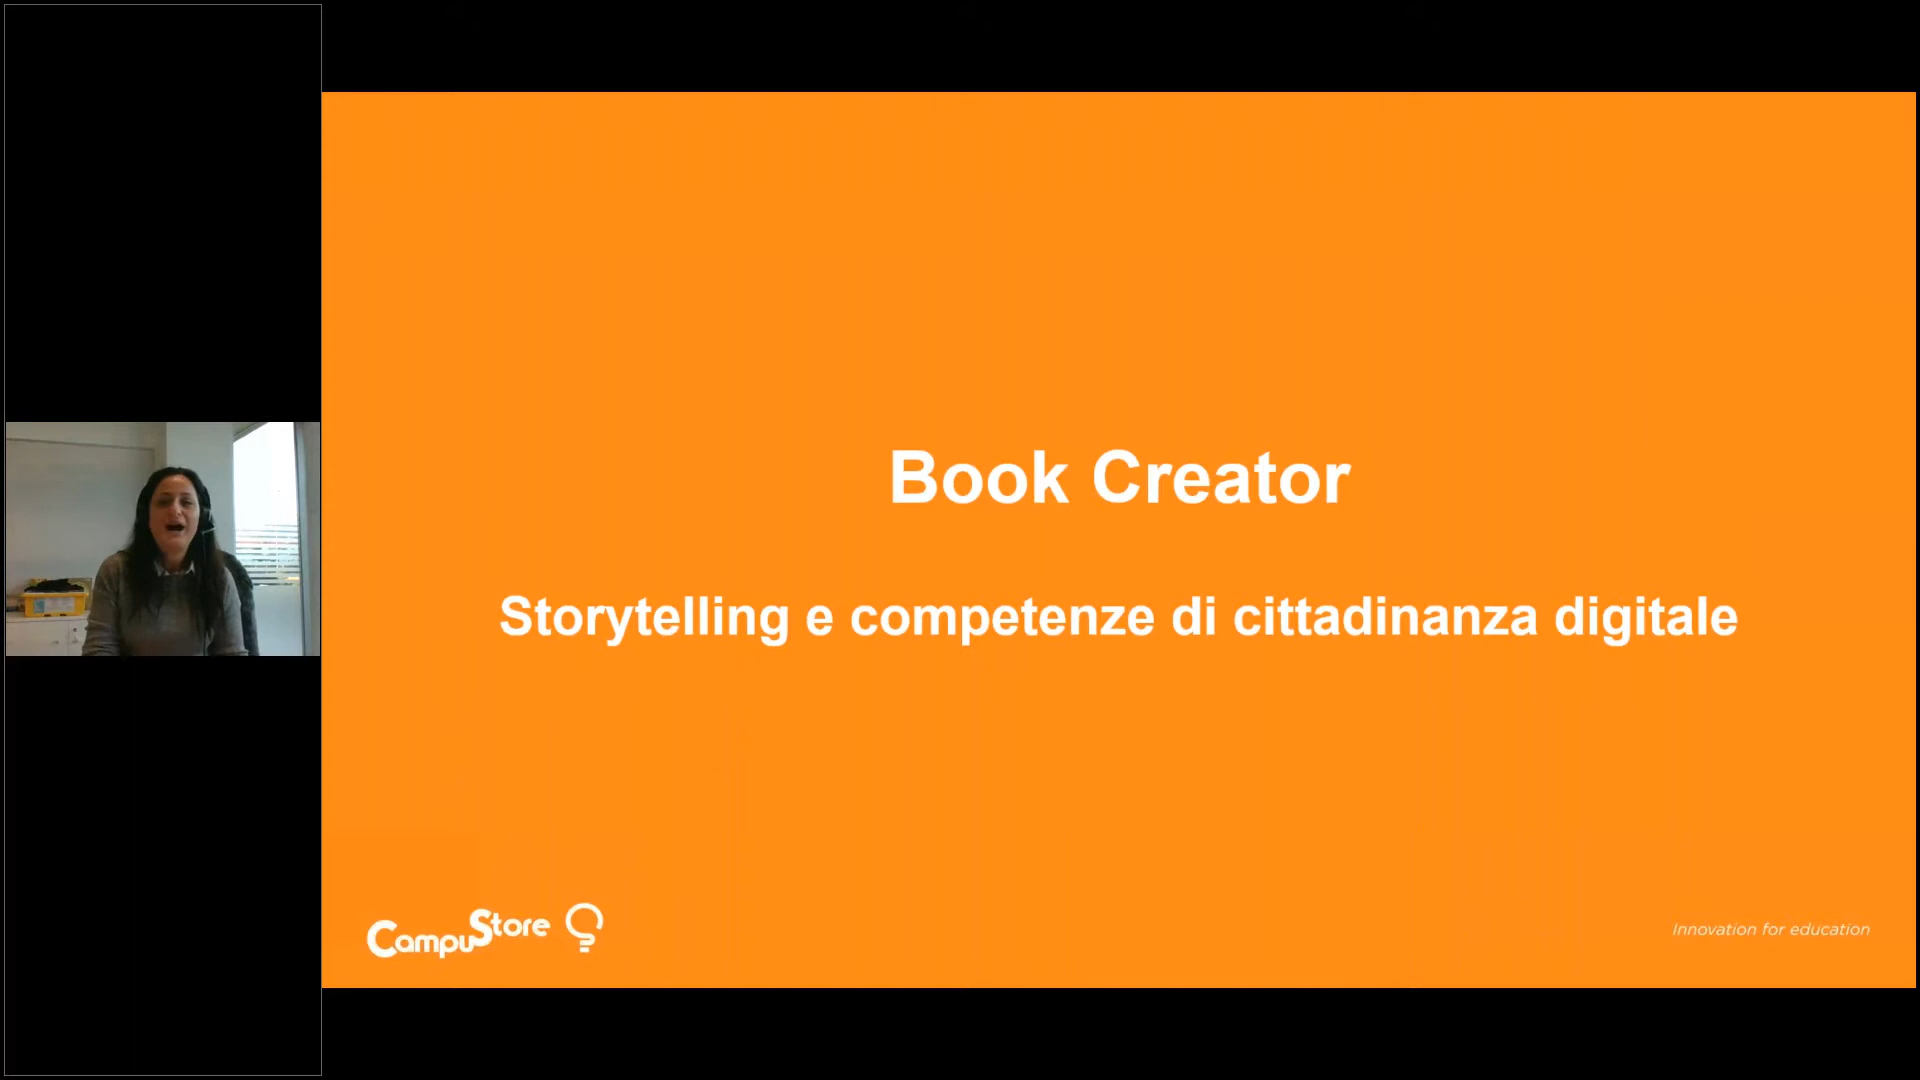 Book Creator
Storytelling e competenze di cittadinanza digitale
CampuStore
Innovation for education